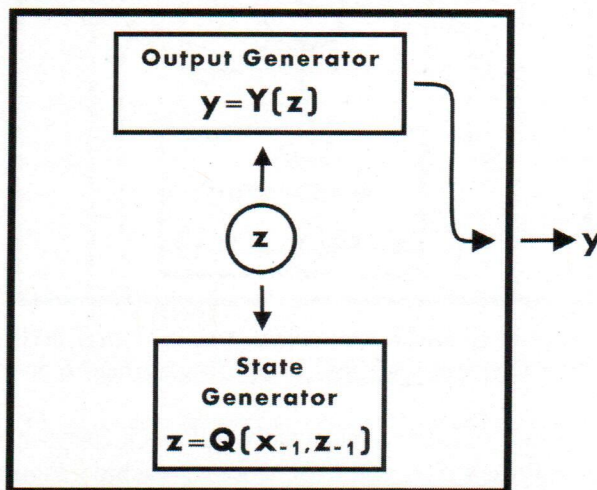 Output Generator
y=Y(z)
z
y
State
Generator
z=Q(x₋₁,z₋₁)